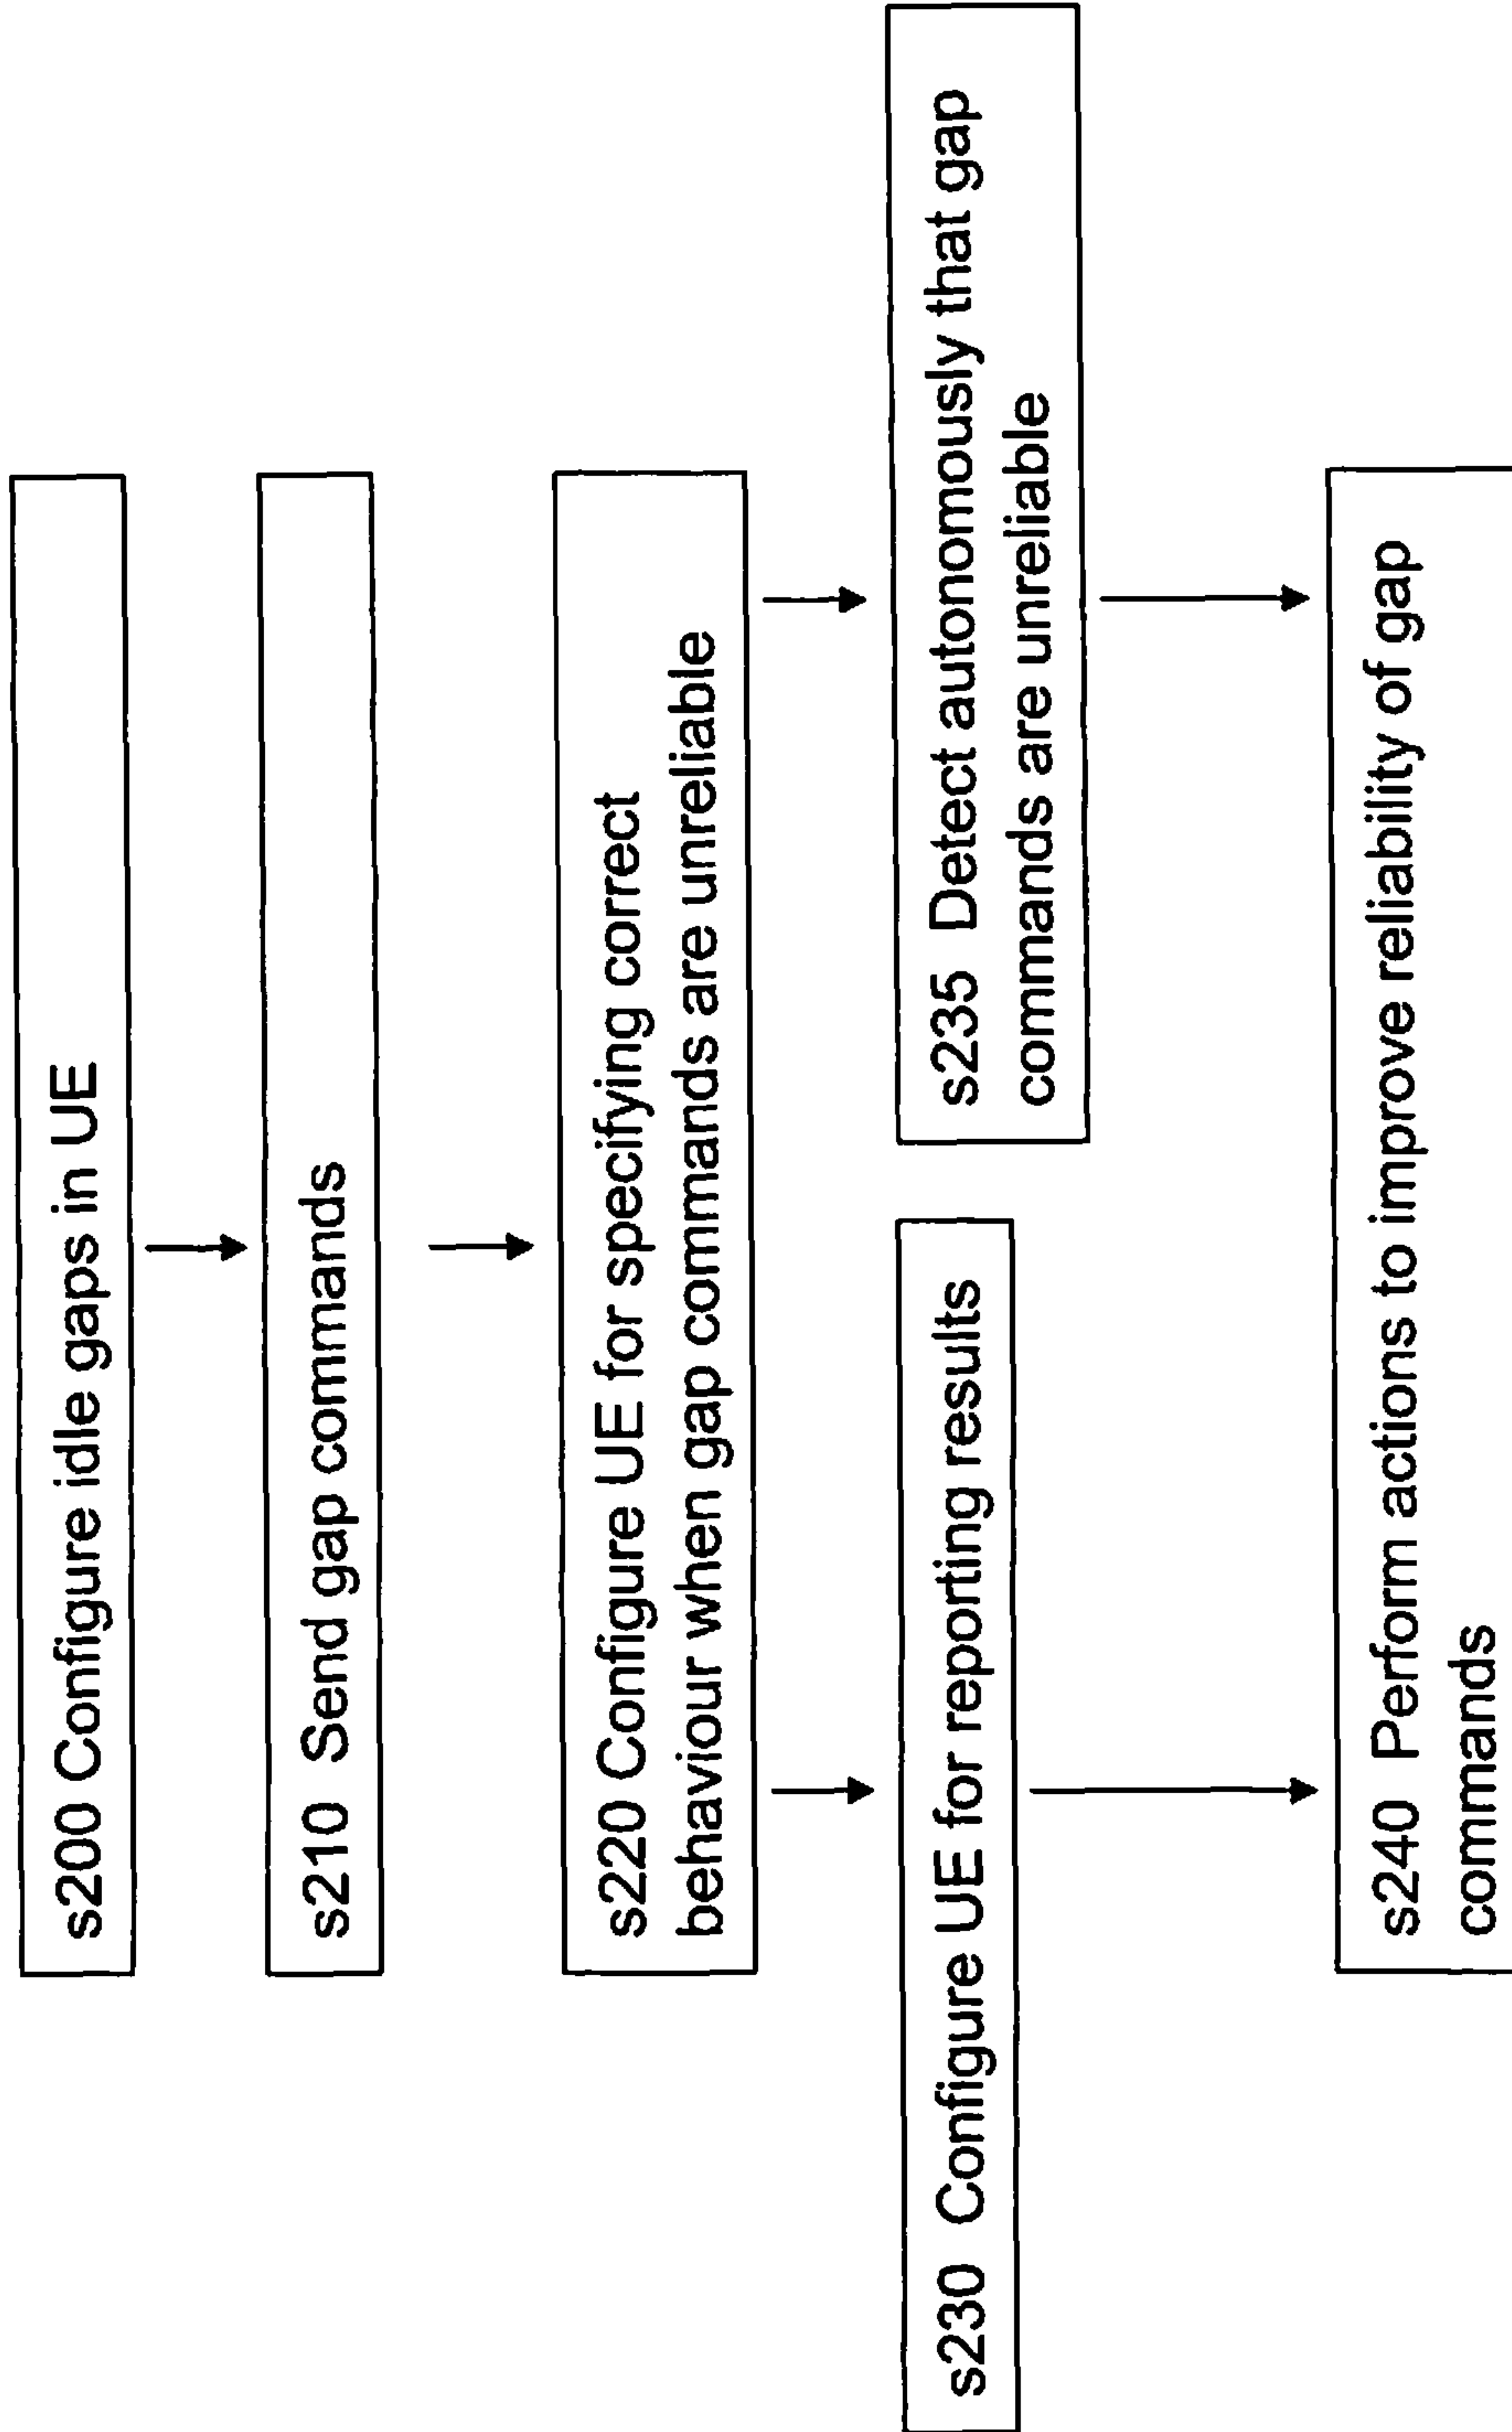 s200 Configure idle gaps in UE
s210 Send gap commands
s220 Configure UE for specifying correct
behaviour when gap commands are unreliable
s230 Configure UE for reporting results
s235 Detect autonomously that gap
commands are unreliable
s240 Perform actions to improve reliability of gap
commands